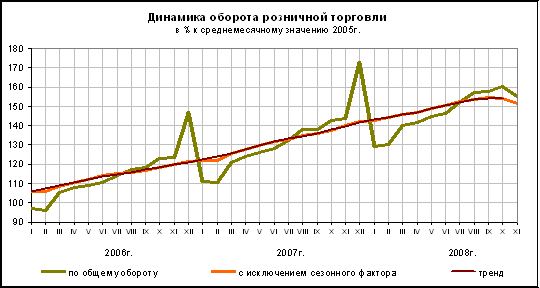 Динамика оборота розничной торговли
в % к среднемесячному значению 2005г.
180
170
160
150
140
130
120
110
100
90
I II III IV V VI VII VIII IX X XI XII I II III IV V VI VII VIII IX X XI XII I II III IV V VI VII VIII IX X XI
2006г. 2007г. 2008г.
по общему обороту с исключением сезонного фактора тренд